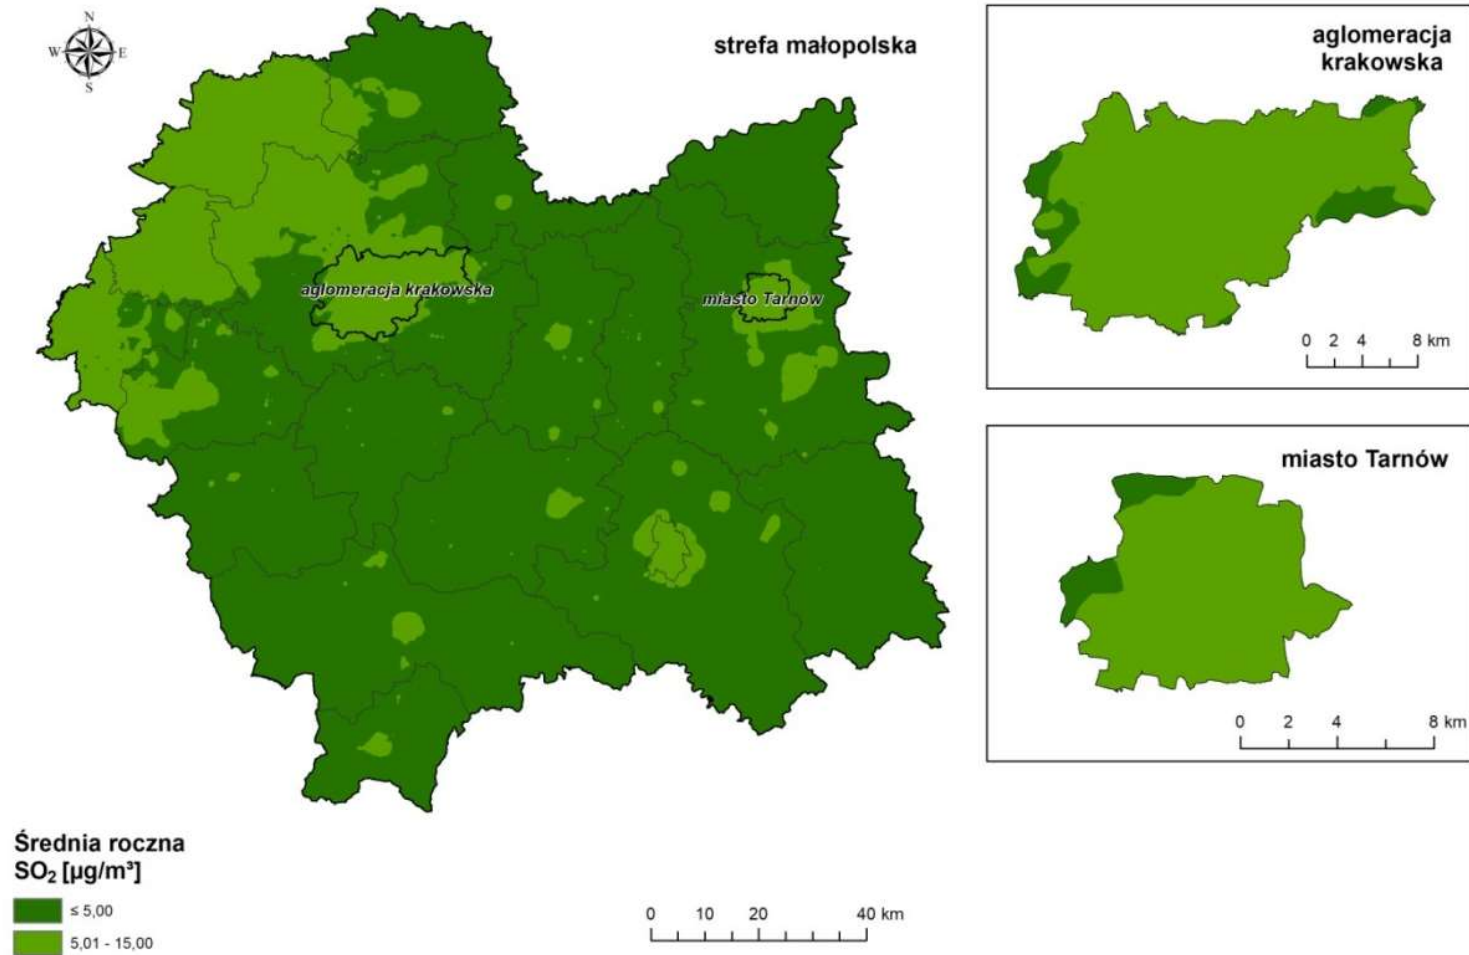 N
W E
S
strefa małopolska
aglomeracja krakowska
miasto Tarnów
aglomeracja
krakowska
0 2 4 8 km
miasto Tarnów
0 2 4 8 km
Średnia roczna
SO₂ [µg/m³]
≤ 5,00
5,01 - 15,00
0 10 20 40 km